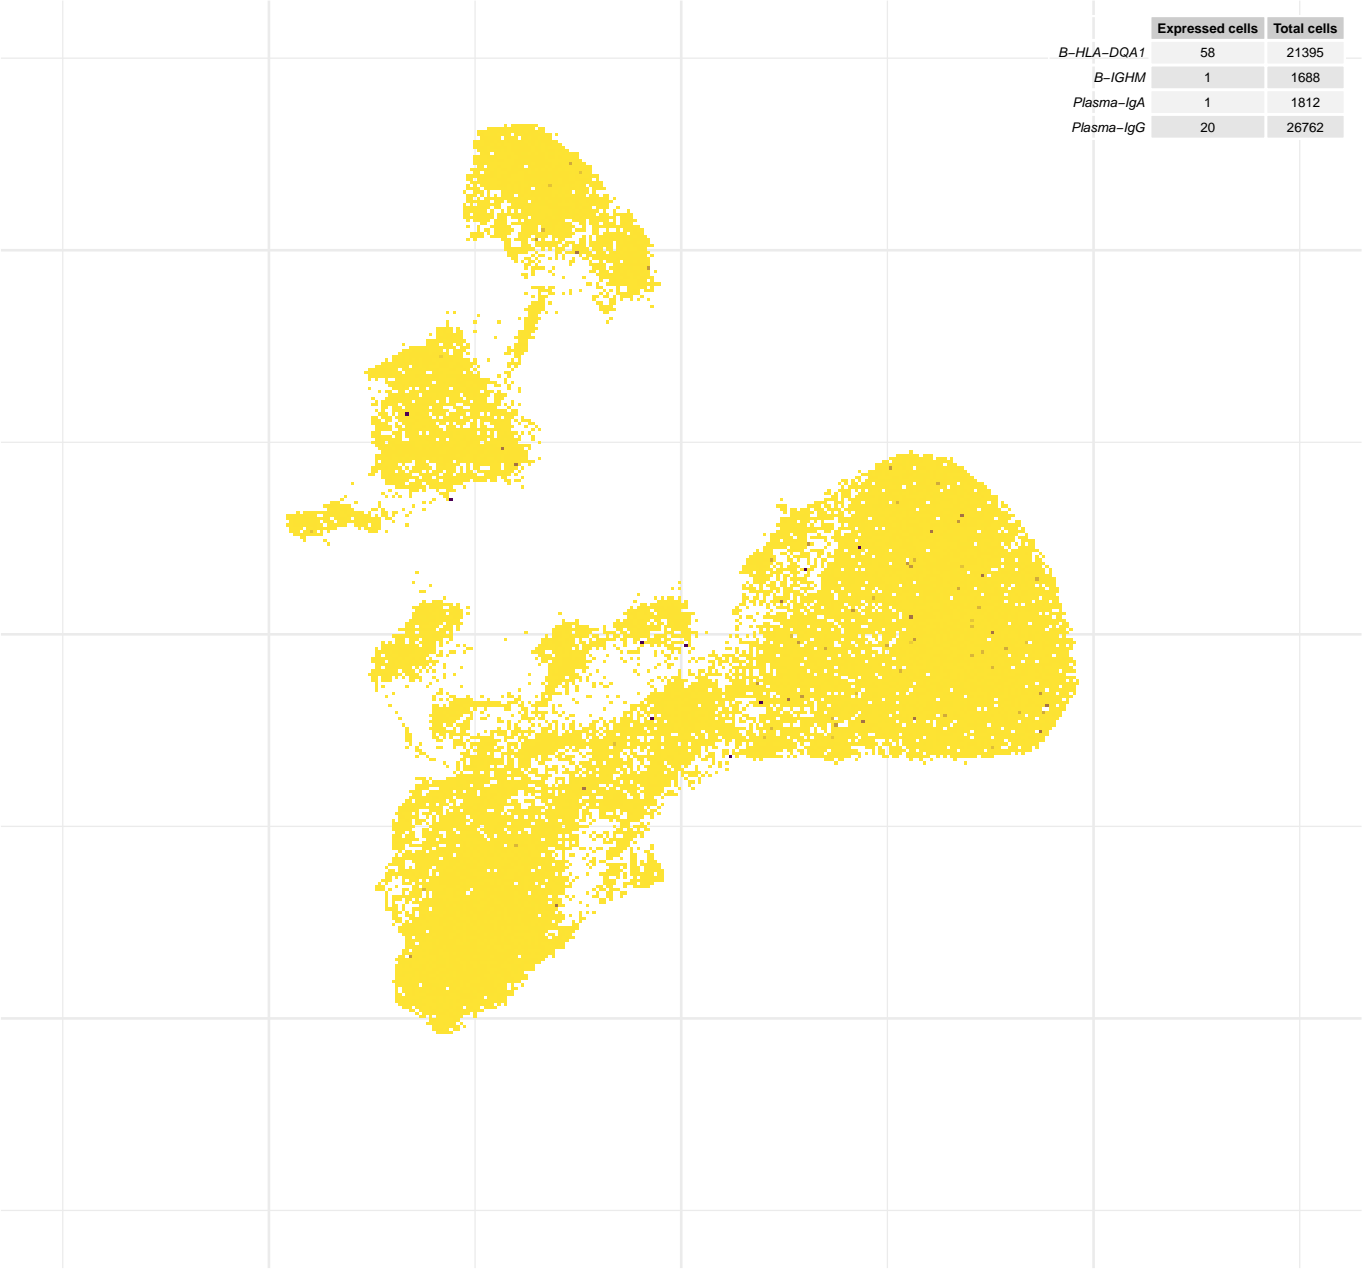 Expressed cells Total cells
B−HLA−DQA1 58 21395
B−IGHM 1 1688
Plasma−IgA 1 1812
Plasma−IgG 20 26762